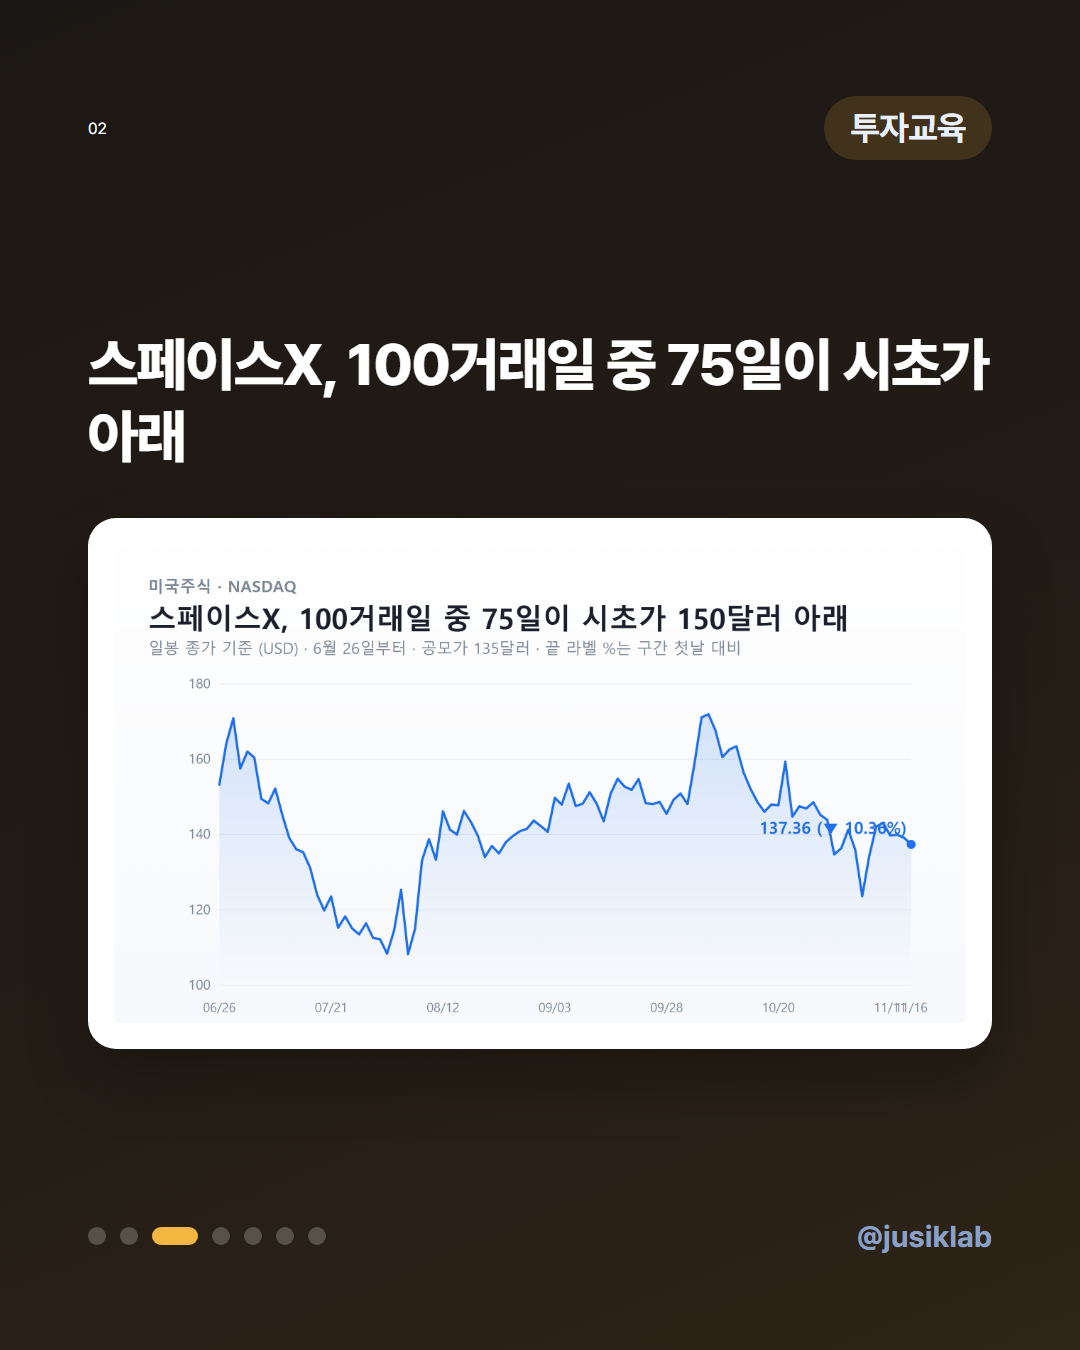 02
투자교육
스페이스X, 100거래일 중 75일이 시초가
아래
미국주식 · NASDAQ
스페이스X, 100거래일 중 75일이 시초가 150달러 아래
일봉 종가 기준 (USD) · 6월 26일부터 · 공모가 135달러 · 끝 라벨 %는 구간 첫날 대비
180
160
140
120
100
137.36 (▼ 10.36%)
06/26 07/21 08/12 09/03 09/28 10/20 11/16
@jusiklab